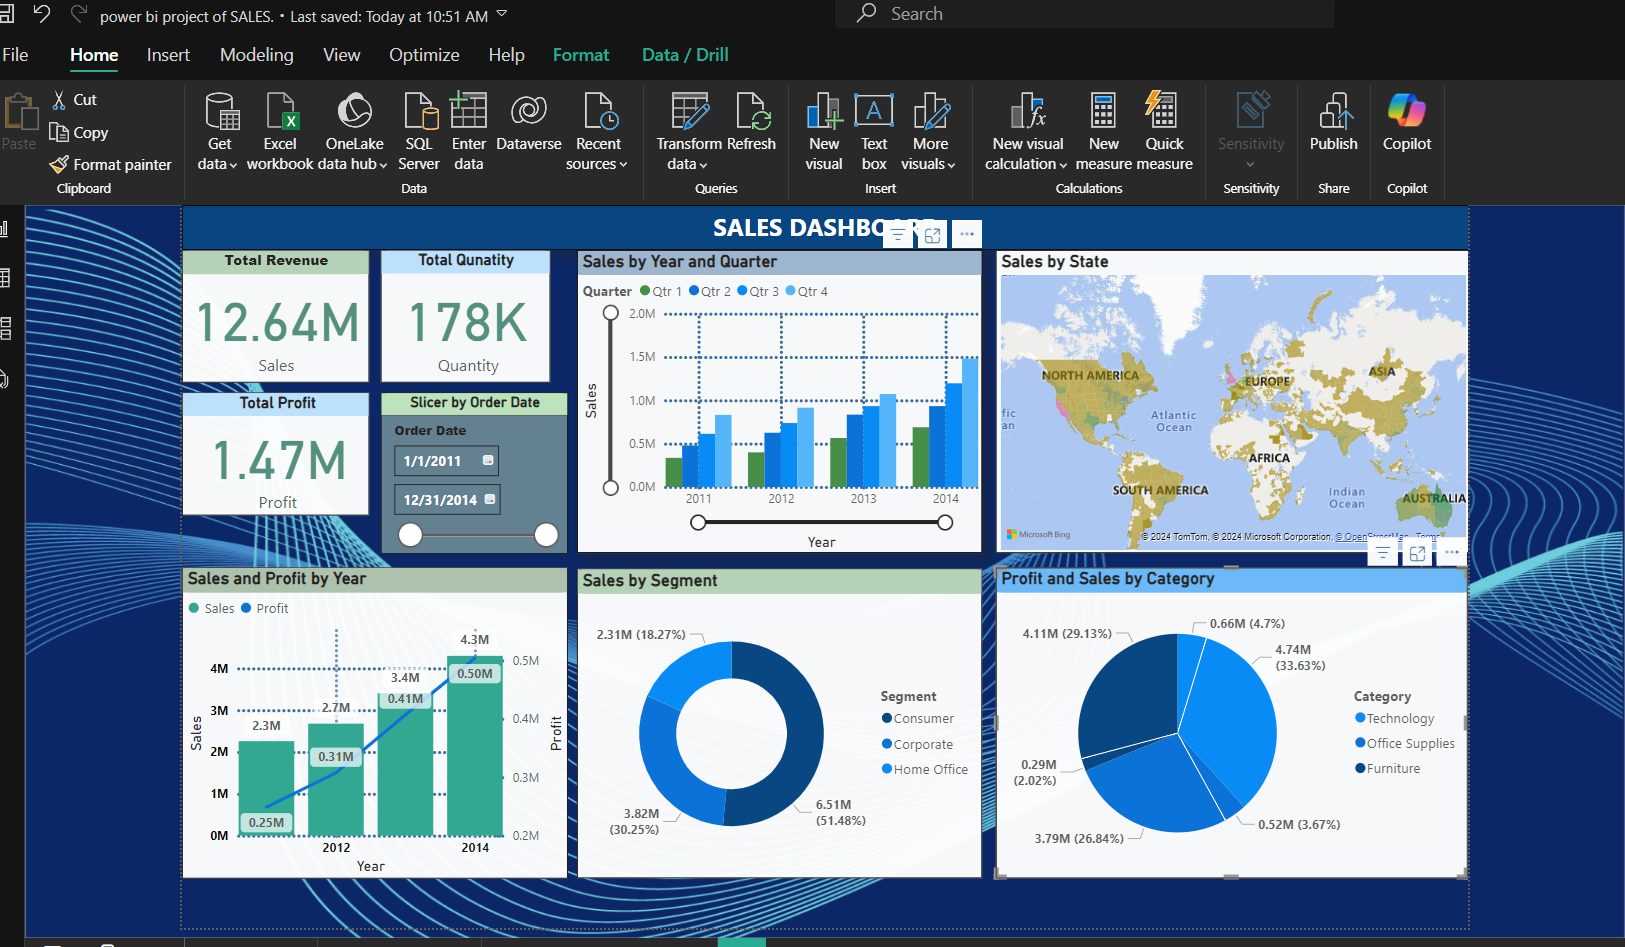 power bi project of SALES. • Last saved: Today at 10:51 AM
Search
File Home Insert Modeling View Optimize Help Format Data / Drill
Paste
Cut
Copy
Format painter
Clipboard
Get data
Excel workbook
OneLake data hub
SQL Server
Enter data
Dataverse
Recent sources
Data
Transform data
Refresh
Queries
New visual
Text box
More visuals
Insert
New visual calculation
New measure
Quick measure
Calculations
Sensitivity
Sensitivity
Publish
Share
Copilot
Copilot
SALES DASHBO
Total Revenue
12.64M
Sales
Total Qunatity
178K
Quantity
Total Profit
1.47M
Profit
Slicer by Order Date
Order Date
1/1/2011
12/31/2014
Sales by Year and Quarter
Quarter Qtr 1 Qtr 2 Qtr 3 Qtr 4
Sales
2.0M
1.5M
1.0M
0.5M
0.0M
2011 2012 2013 2014
Year
Sales by State
NORTH AMERICA
EUROPE
ASIA
Atlantic Ocean
AFRICA
SOUTH AMERICA
Indian Ocean
AUSTRALIA
Microsoft Bing
© 2024 TomTom, © 2024 Microsoft Corporation, © OpenStreetMap Terms
Sales and Profit by Year
Sales Profit
Sales
4M
3M
2M
1M
0M
2.3M
2.7M
3.4M
4.3M
0.25M
0.31M
0.41M
0.50M
0.5M
0.4M
0.3M
0.2M
Profit
2012 2014
Year
Sales by Segment
2.31M (18.27%)
3.82M (30.25%)
6.51M (51.48%)
Segment
Consumer
Corporate
Home Office
Profit and Sales by Category
4.11M (29.13%)
0.66M (4.7%)
4.74M (33.63%)
0.29M (2.02%)
3.79M (26.84%)
0.52M (3.67%)
Category
Technology
Office Supplies
Furniture